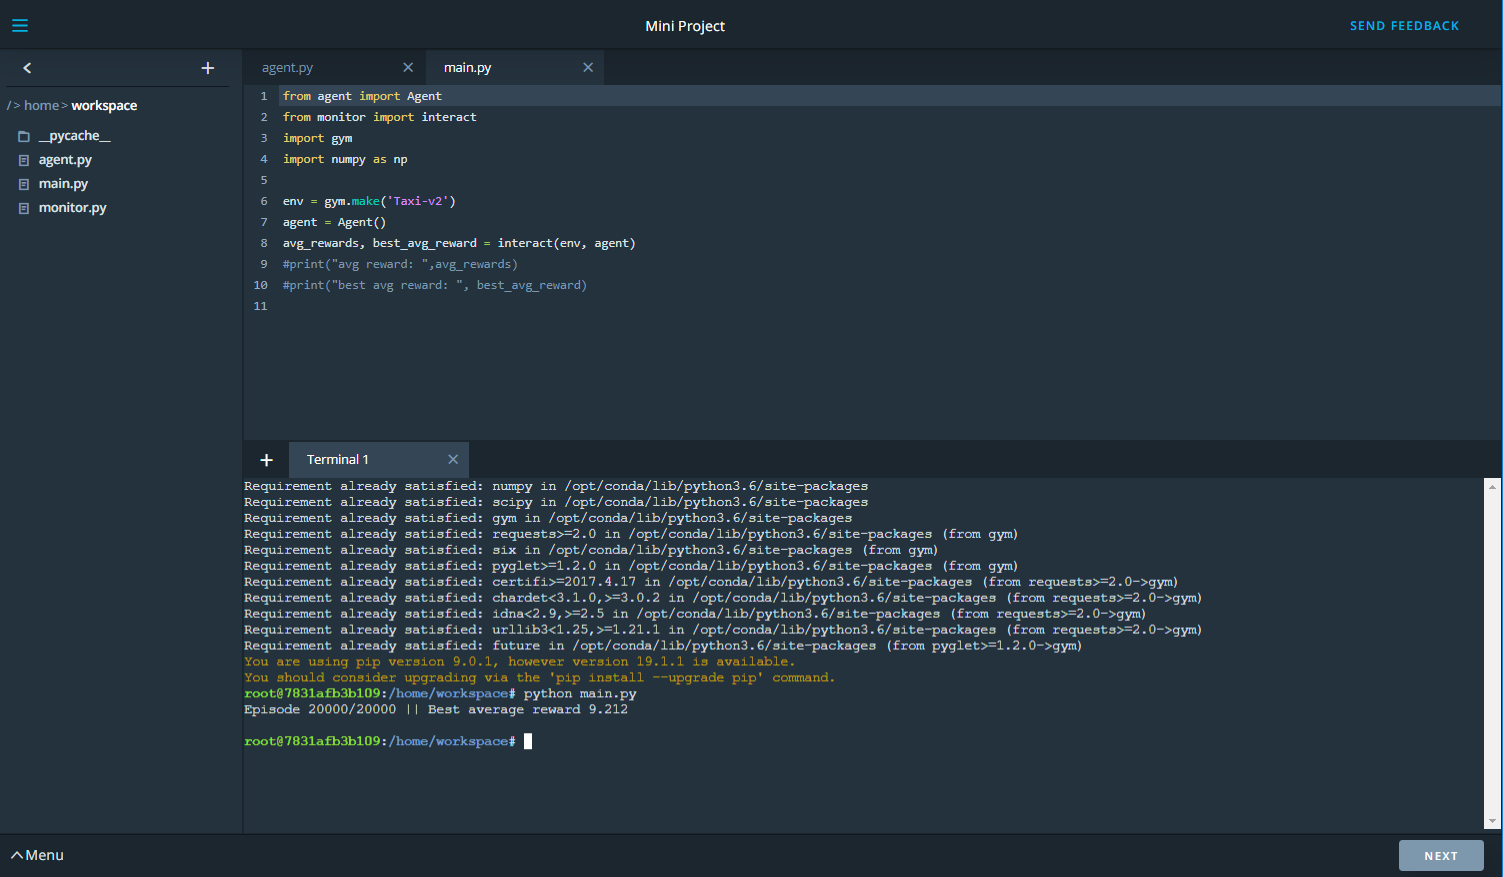 Mini Project
SEND FEEDBACK
/ > home > workspace
__pycache__
agent.py
main.py
monitor.py
agent.py
main.py
1 from agent import Agent
2 from monitor import interact
3 import gym
4 import numpy as np
5
6 env = gym.make('Taxi-v2')
7 agent = Agent()
8 avg_rewards, best_avg_reward = interact(env, agent)
9 #print("avg reward: ",avg_rewards)
10 #print("best avg reward: ", best_avg_reward)
11
Terminal 1
Requirement already satisfied: numpy in /opt/conda/lib/python3.6/site-packages
Requirement already satisfied: scipy in /opt/conda/lib/python3.6/site-packages
Requirement already satisfied: gym in /opt/conda/lib/python3.6/site-packages
Requirement already satisfied: requests>=2.0 in /opt/conda/lib/python3.6/site-packages (from gym)
Requirement already satisfied: six in /opt/conda/lib/python3.6/site-packages (from gym)
Requirement already satisfied: pyglet>=1.2.0 in /opt/conda/lib/python3.6/site-packages (from gym)
Requirement already satisfied: certifi>=2017.4.17 in /opt/conda/lib/python3.6/site-packages (from requests>=2.0->gym)
Requirement already satisfied: chardet<3.1.0,>=3.0.2 in /opt/conda/lib/python3.6/site-packages (from requests>=2.0->gym)
Requirement already satisfied: idna<2.9,>=2.5 in /opt/conda/lib/python3.6/site-packages (from requests>=2.0->gym)
Requirement already satisfied: urllib3<1.25,>=1.21.1 in /opt/conda/lib/python3.6/site-packages (from requests>=2.0->gym)
Requirement already satisfied: future in /opt/conda/lib/python3.6/site-packages (from pyglet>=1.2.0->gym)
You are using pip version 9.0.1, however version 19.1.1 is available.
You should consider upgrading via the 'pip install --upgrade pip' command.
root@7831afb3b109:/home/workspace# python main.py
Episode 20000/20000 || Best average reward 9.212
root@7831afb3b109:/home/workspace#
Menu
NEXT